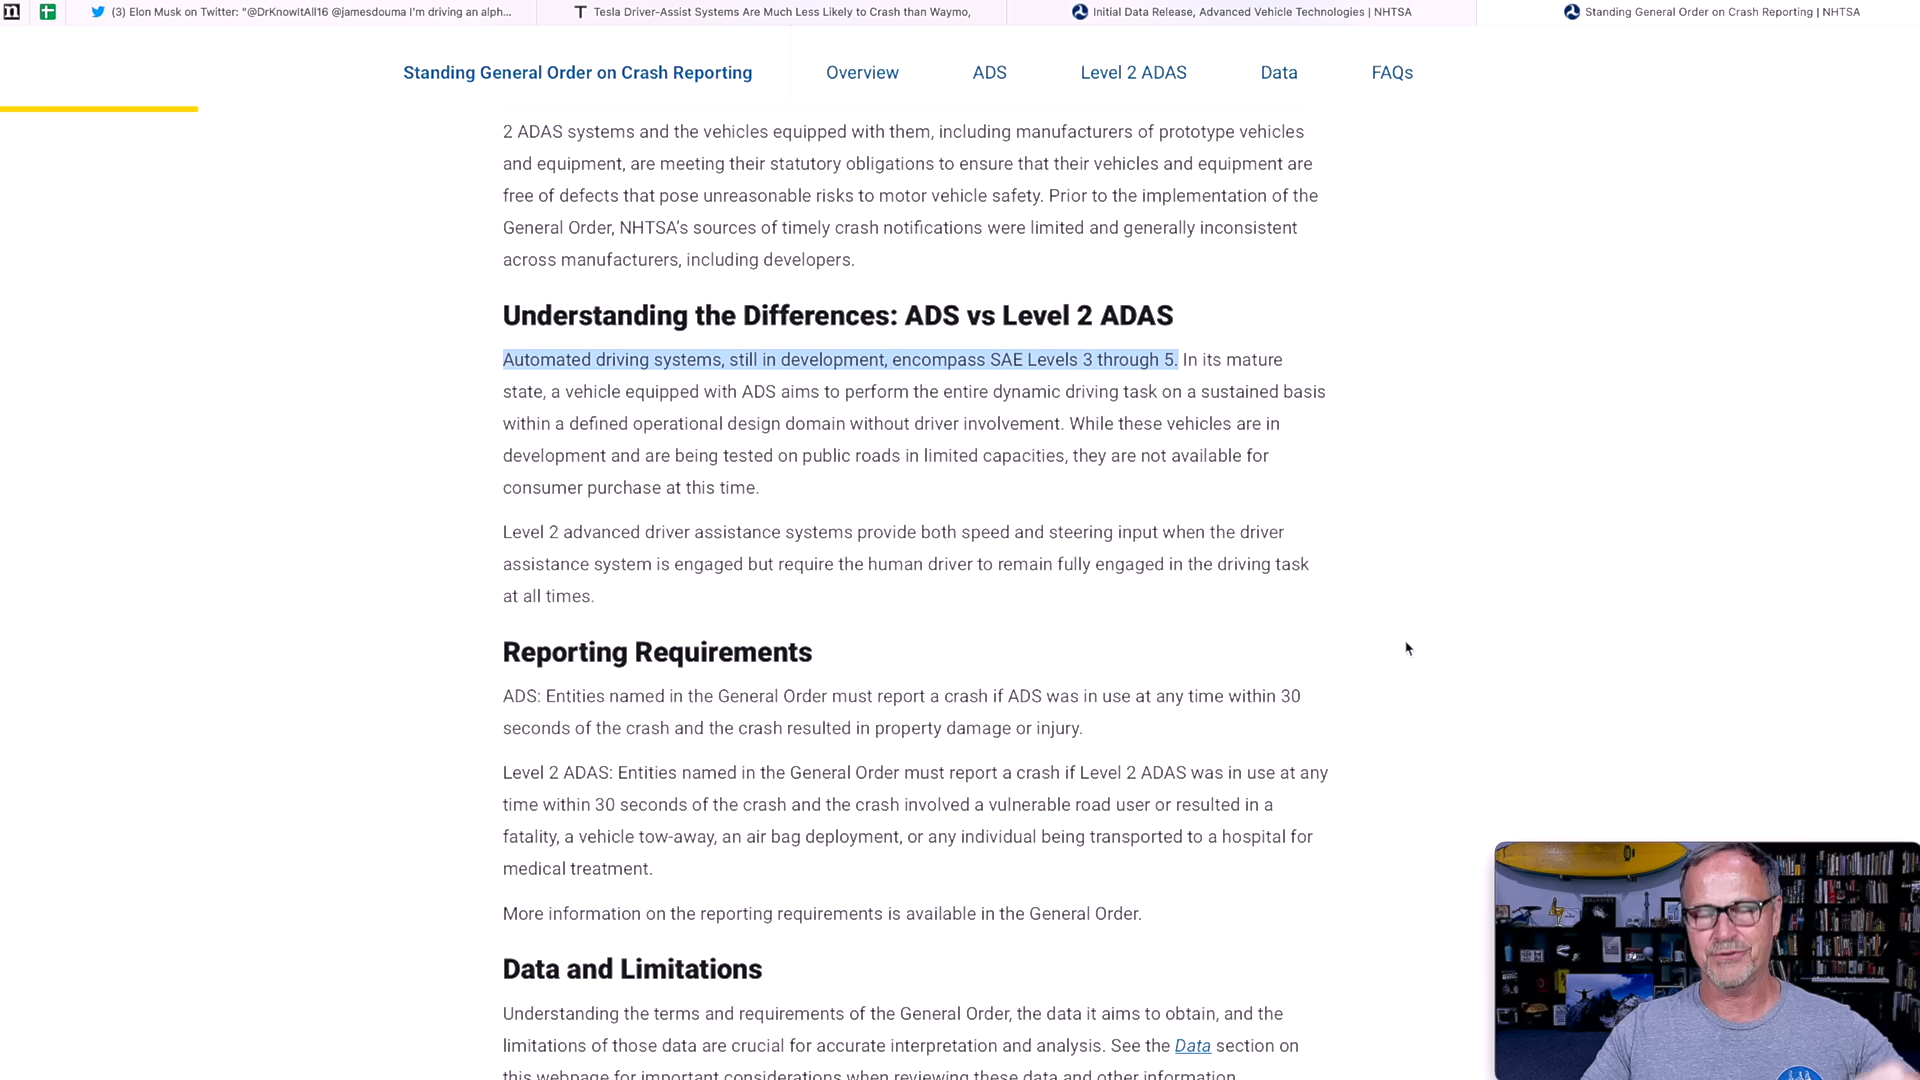 (3) Elon Musk on Twitter: "@DrKnowItAll16 @jamesdouma I'm driving an alph...
Tesla Driver-Assist Systems Are Much Less Likely to Crash than Waymo,
Initial Data Release, Advanced Vehicle Technologies | NHTSA
Standing General Order on Crash Reporting | NHTSA
Standing General Order on Crash Reporting
Overview
ADS
Level 2 ADAS
Data
FAQs
2 ADAS systems and the vehicles equipped with them, including manufacturers of prototype vehicles
and equipment, are meeting their statutory obligations to ensure that their vehicles and equipment are
free of defects that pose unreasonable risks to motor vehicle safety. Prior to the implementation of the
General Order, NHTSA’s sources of timely crash notifications were limited and generally inconsistent
across manufacturers, including developers.
Understanding the Differences: ADS vs Level 2 ADAS
Automated driving systems, still in development, encompass SAE Levels 3 through 5. In its mature
state, a vehicle equipped with ADS aims to perform the entire dynamic driving task on a sustained basis
within a defined operational design domain without driver involvement. While these vehicles are in
development and are being tested on public roads in limited capacities, they are not available for
consumer purchase at this time.
Level 2 advanced driver assistance systems provide both speed and steering input when the driver
assistance system is engaged but require the human driver to remain fully engaged in the driving task
at all times.
Reporting Requirements
ADS: Entities named in the General Order must report a crash if ADS was in use at any time within 30
seconds of the crash and the crash resulted in property damage or injury.
Level 2 ADAS: Entities named in the General Order must report a crash if Level 2 ADAS was in use at any
time within 30 seconds of the crash and the crash involved a vulnerable road user or resulted in a
fatality, a vehicle tow-away, an air bag deployment, or any individual being transported to a hospital for
medical treatment.
More information on the reporting requirements is available in the General Order.
Data and Limitations
Understanding the terms and requirements of the General Order, the data it aims to obtain, and the
limitations of those data are crucial for accurate interpretation and analysis. See the Data section on
this webpage for important considerations when reviewing these data and other information